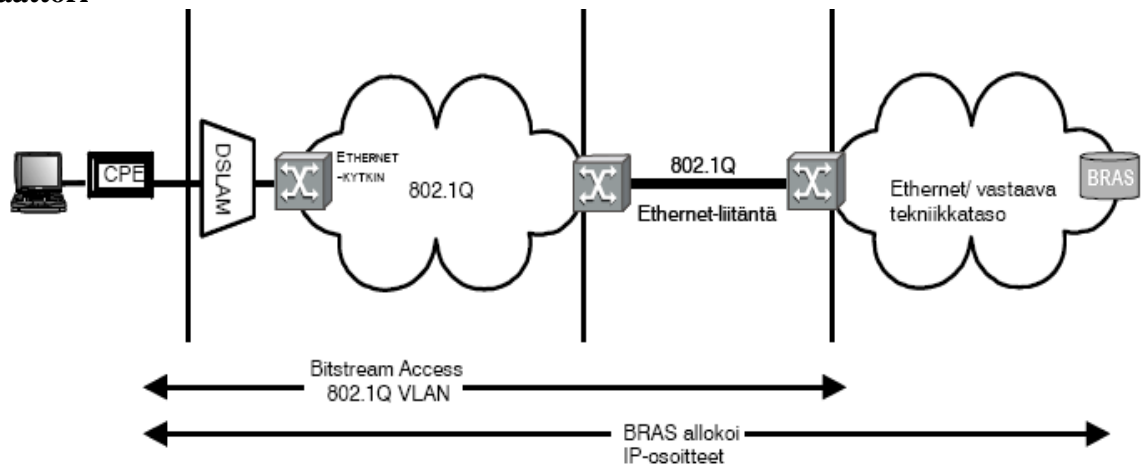 CPE
DSLAM
ETHERNET
-KYTKIN
802.1Q
802.1Q
Ethernet-liitäntä
Ethernet/ vastaava
tekniikkataso
BRAS
Bitstream Access
802.1Q VLAN
BRAS allokoi
IP-osoitteet